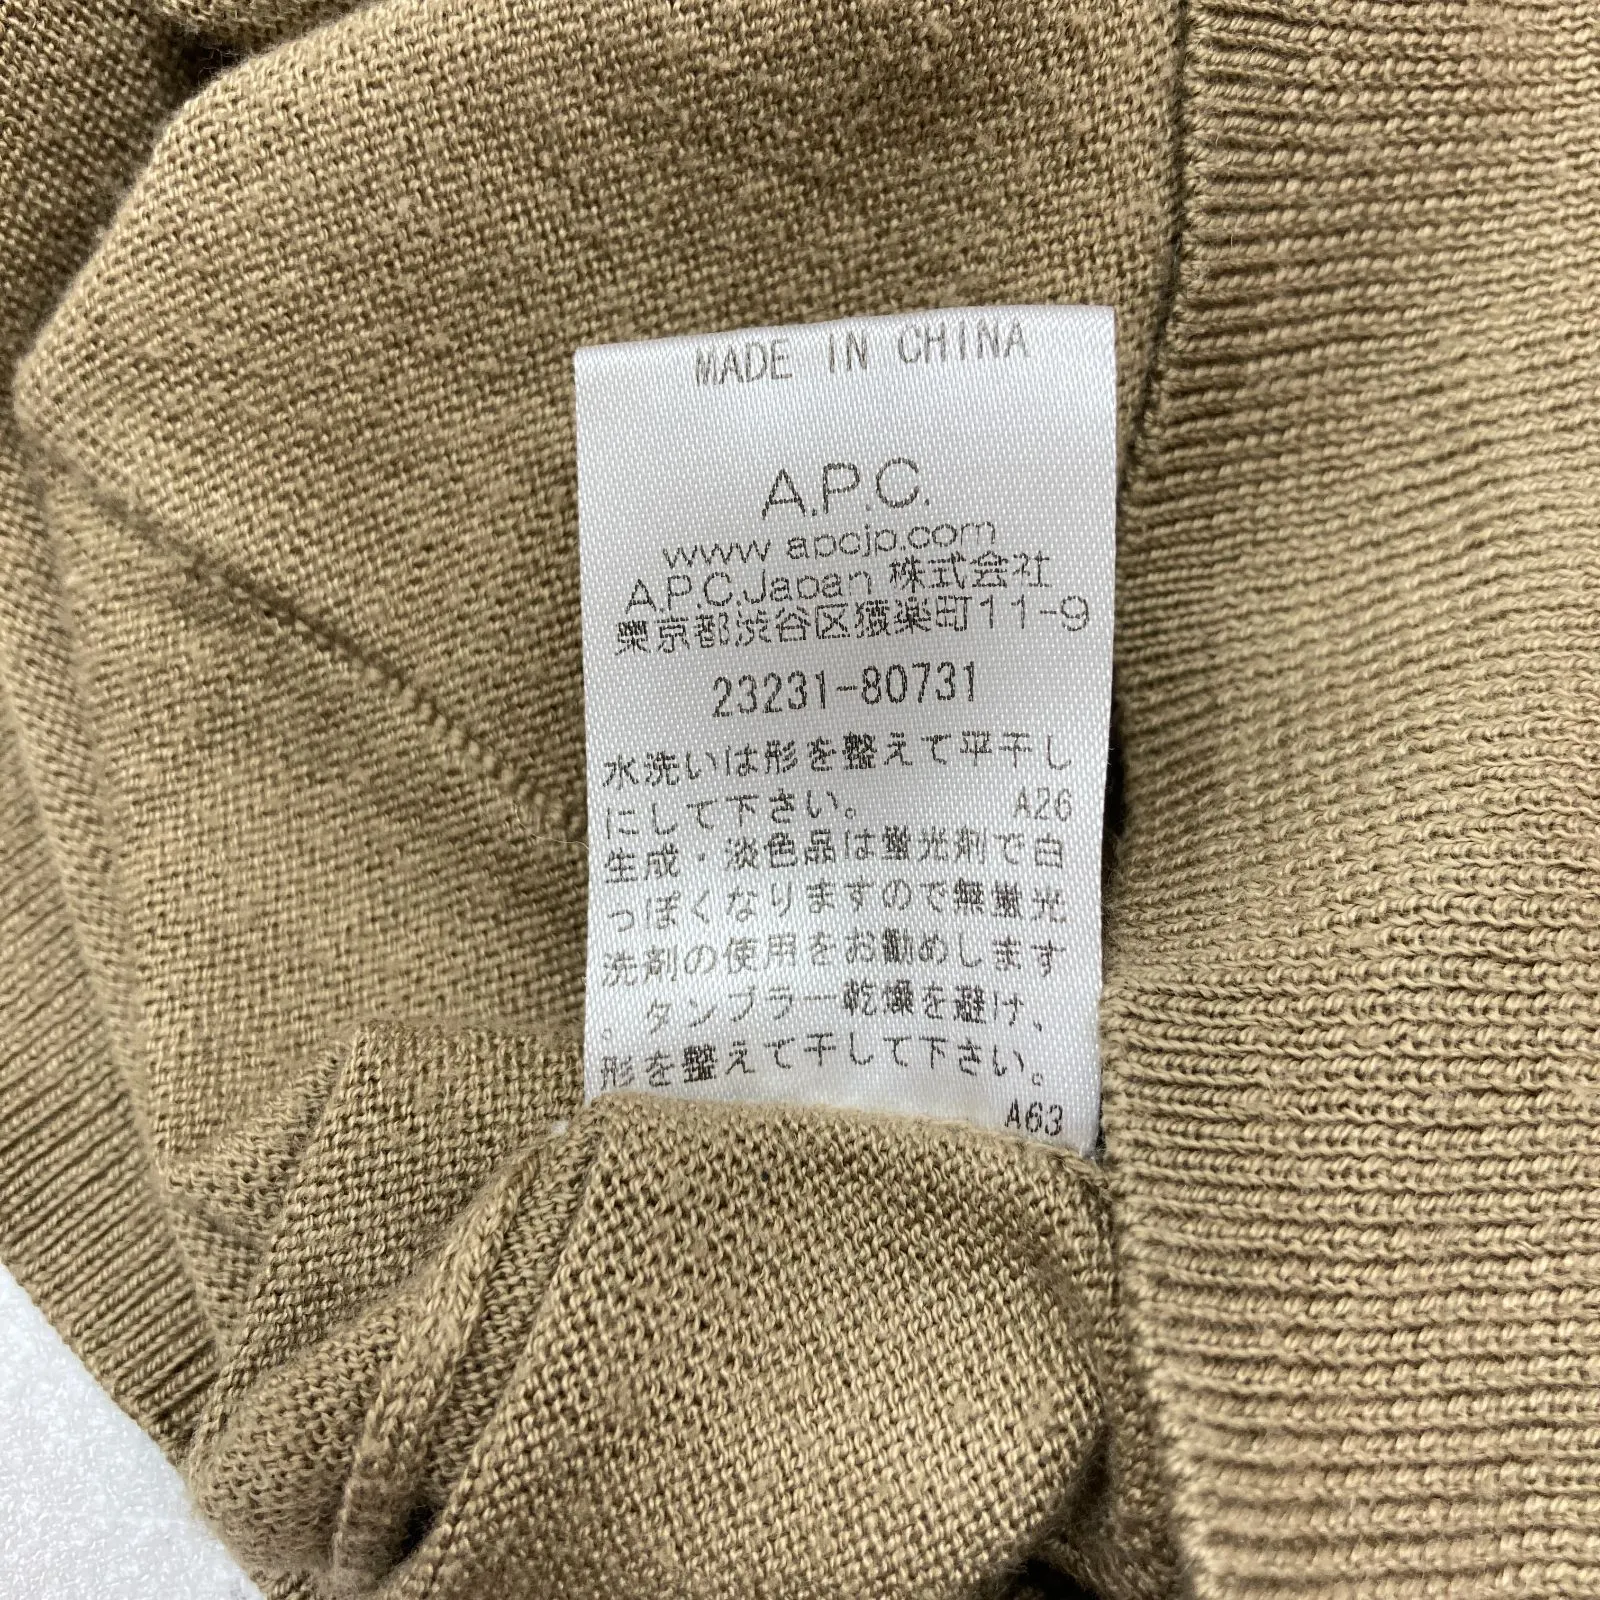 MADE IN CHINA
A.P.C.
www apcjp.com
A.P.C.Japan 株式会社
東京都渋谷区猿楽町11-9
23231-80731
水洗いは形を整えて平干し
にして下さい。 A26
生成・淡色品は蛍光剤で白
っぽくなりますので無蛍光
洗剤の使用をお勧めします
。タンブラー乾燥を避け、
形を整えて干して下さい。
A63